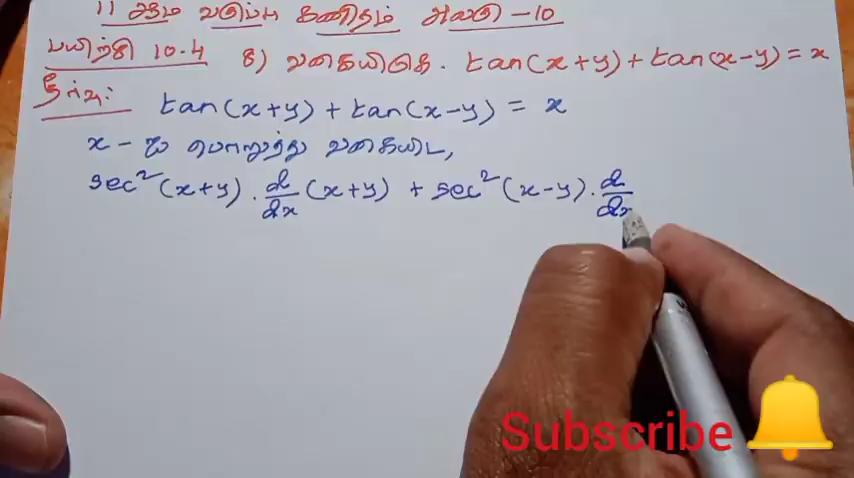 11 ஆம் வகுப்பு கணிதம் அலகு - 10
பயிற்சி 10.4 8) வகையிடுக. tan(x+y) + tan(x-y) = x
தீர்வு:
tan(x+y) + tan(x-y) = x
x - ஐ பொறுத்து வகையிட,
sec²(x+y) . d/dx (x+y) + sec²(x-y) . d/dx
Subscribe